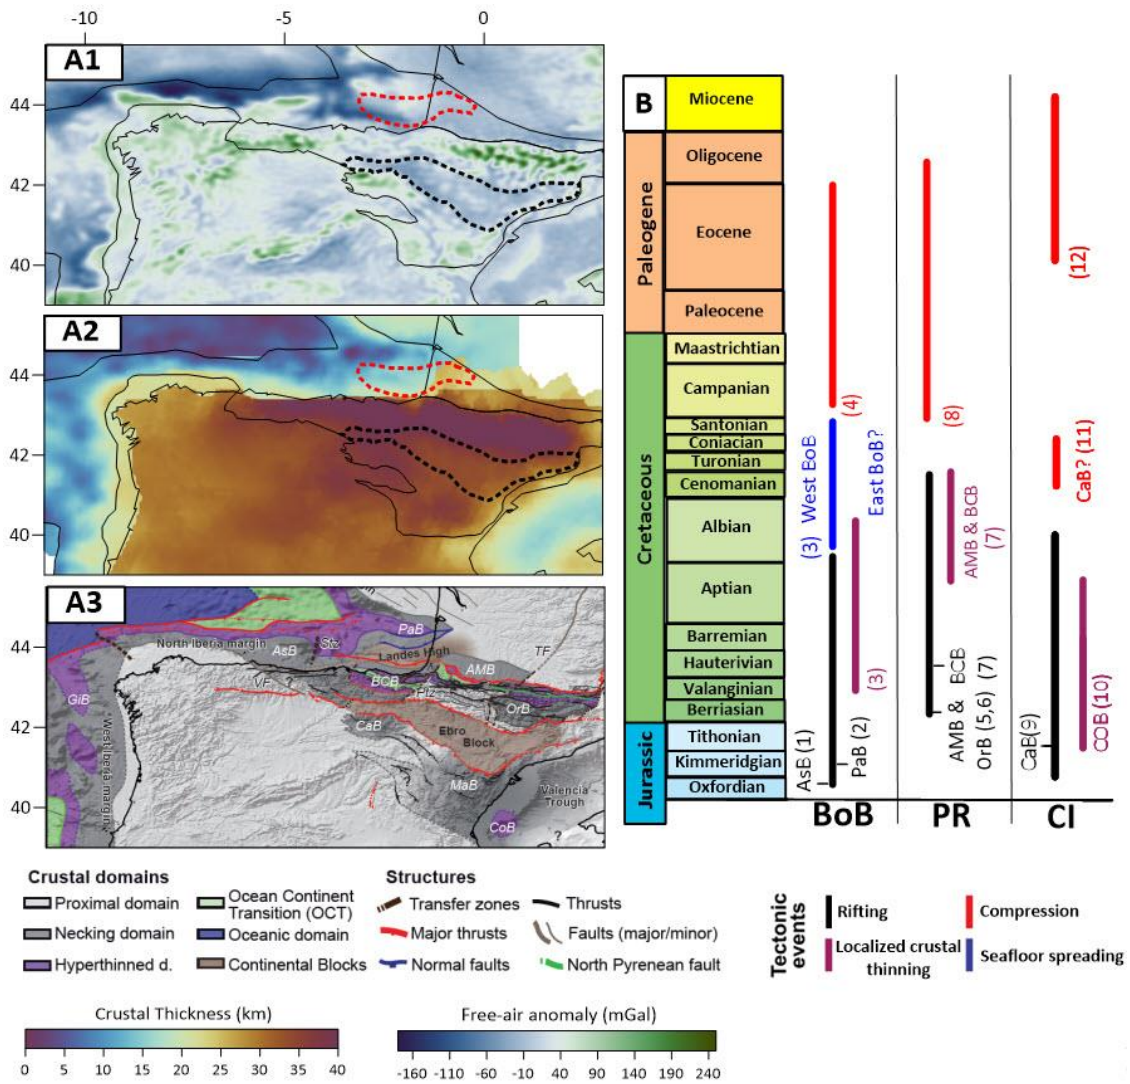 -10 -5 0
A1
44
42
40
A2
44
42
40
A3
44
42
40
North Iberia margin
AsB
Stz
PaB
Landes High
AMB
TF
GiB
VF
?
BCB
PTZ
OrB
CaB
Ebro
Block
West Iberia margin
MaB
Valencia
Trough
CoB
?
B
Miocene
Paleogene
Oligocene
Eocene
Paleocene
Cretaceous
Maastrichtian
Campanian
Santonian
Coniacian
Turonian
Cenomanian
Albian
Aptian
Barremian
Hauterivian
Valanginian
Berriasian
Jurassic
Tithonian
Kimmeridgian
Oxfordian
(4)
(3) West BoB
East BoB?
(3)
AsB (1)
PaB (2)
(8)
AMB & BCB
(7)
AMB & BCB (7)
OrB (5,6)
(12)
CaB? (11)
CaB(9)
COB (10)
BoB PR CI
Crustal domains
Proximal domain
Necking domain
Hyperthinned d.
Ocean Continent
Transition (OCT)
Oceanic domain
Continental Blocks
Structures
Transfer zones
Major thrusts
Normal faults
Thrusts
Faults (major/minor)
North Pyrenean fault
Tectonic
events
Rifting
Localized crustal
thinning
Compression
Seafloor spreading
Crustal Thickness (km)
0 5 10 15 20 25 30 35 40
Free-air anomaly (mGal)
-160 -110 -60 -10 40 90 140 190 240